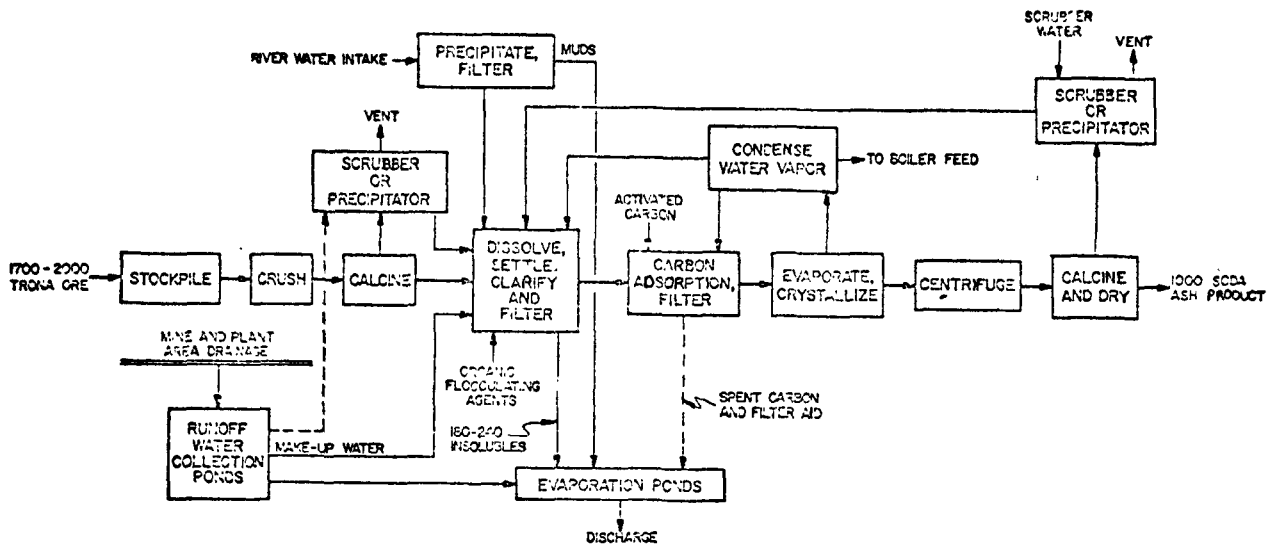 SCRUBBER
WATER
VENT
RIVER WATER INTAKE
PRECIPITATE,
FILTER
MUDS
SCRUBBER
OR
PRECIPITATOR
VENT
SCRUBBER
OR
PRECIPITATOR
CONDENSE
WATER VAPOR
TO BOILER FEED
ACTIVATED
CARBON
1700-2000
TRONA ORE
STOCKPILE
CRUSH
CALCINE
DISSOLVE,
SETTLE,
CLARIFY
AND
FILTER
CARBON
ADSORPTION,
FILTER
EVAPORATE,
CRYSTALLIZE
CENTRIFUGE
CALCINE
AND DRY
1000 SODA
ASH PRODUCT
MINE AND PLANT
AREA DRAINAGE
ORGANIC
FLOCCULATING
AGENTS
SPENT CARBON
AND FILTER AID
RUNOFF
WATER
COLLECTION
PONDS
MAKE-UP WATER
180-240
INSOLUBLES
EVAPORATION PONDS
DISCHARGE